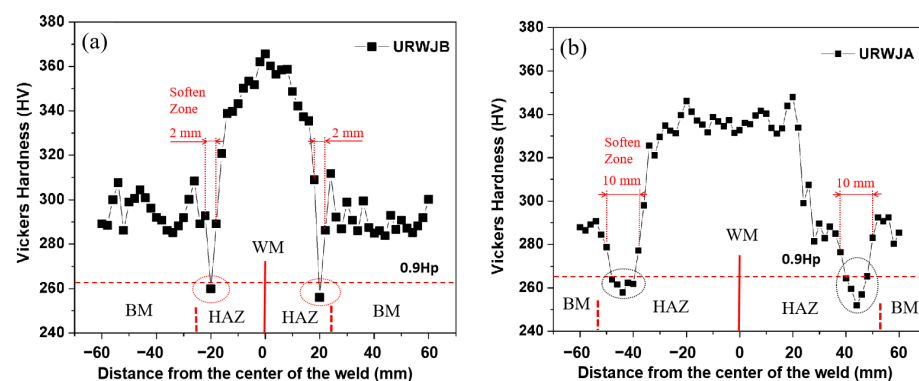 (a)
URWJB
Vickers Hardness (HV)
380
360
340
320
300
280
260
240
Soften
Zone
2 mm
2 mm
WM
0.9Hp
BM
HAZ
HAZ
BM
−60
−40
−20
0
20
40
60
Distance from the center of the weld (mm)
(b)
URWJA
Vickers Hardness (HV)
380
360
340
320
300
280
260
240
Soften
Zone
10 mm
10 mm
WM
0.9Hp
BM
HAZ
HAZ
BM
−60
−40
−20
0
20
40
60
Distance from the center of the weld (mm)